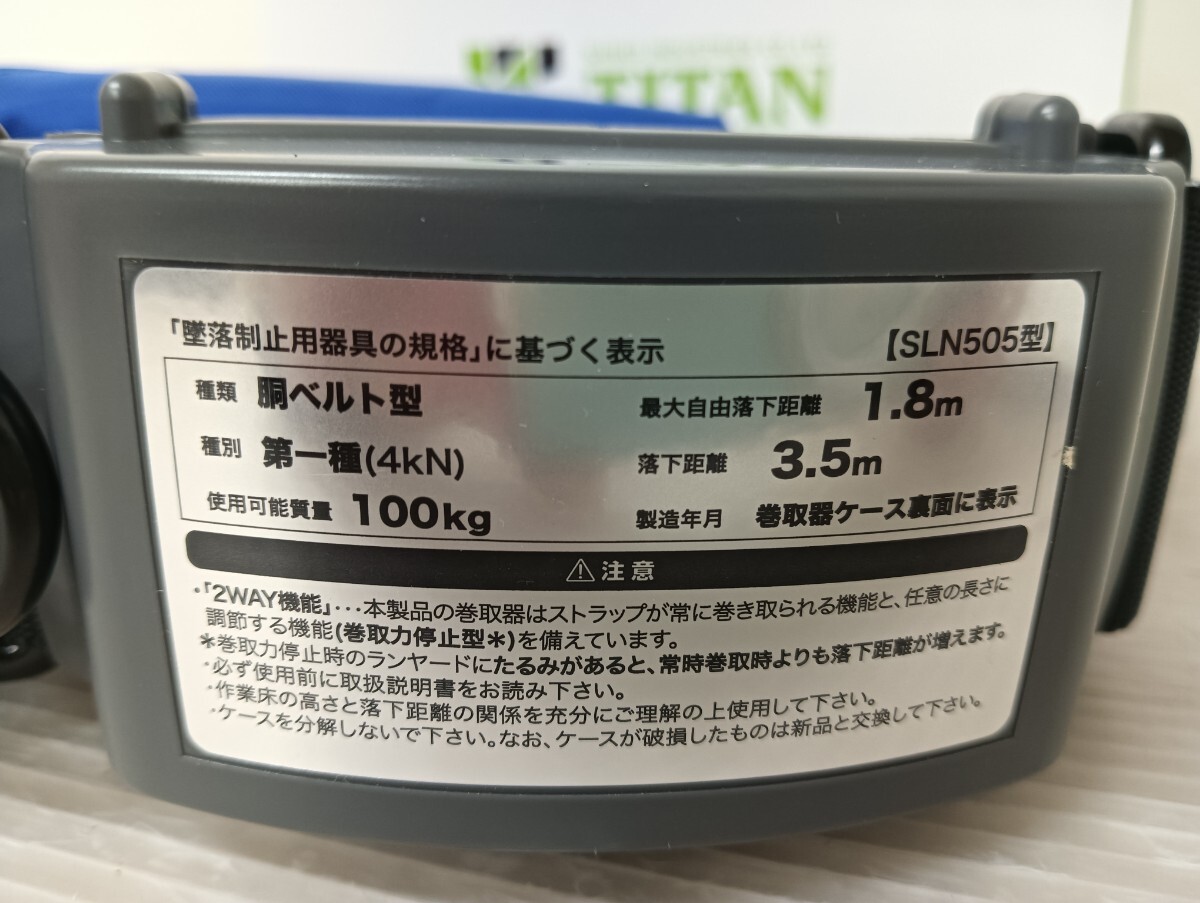 TITAN
「墜落制止用器具の規格」に基づく表示
【SLN505型】
種類 胴ベルト型
最大自由落下距離 1.8m
種別 第一種(4kN)
落下距離 3.5m
使用可能質量 100kg
製造年月 巻取器ケース裏面に表示
⚠注意
・「2WAY機能」・・・本製品の巻取器はストラップが常に巻き取られる機能と、任意の長さに
調節する機能(巻取力停止型＊)を備えています。
＊巻取力停止時のランヤードにたるみがあると、常時巻取時よりも落下距離が増えます。
・必ず使用前に取扱説明書をお読み下さい。
・作業床の高さと落下距離の関係を充分にご理解の上使用して下さい。
・ケースを分解しないで下さい。なお、ケースが破損したものは新品と交換して下さい。